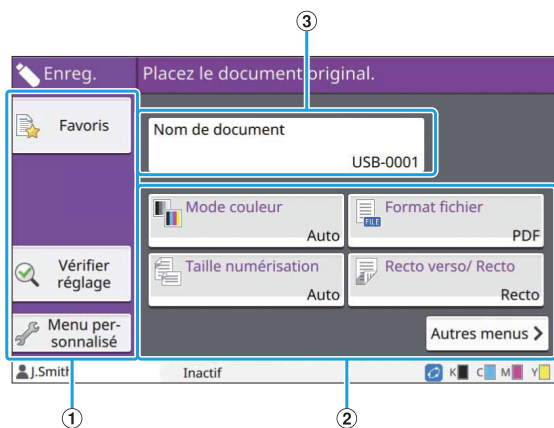 ③
Enreg.
Placez le document original.
Favoris
Nom de document
USB-0001
Mode couleur
Auto
Format fichier
FILE
PDF
Taille numérisation
Auto
Recto verso/ Recto
Recto
Vérifier
réglage
Menu per-
sonnalisé
Autres menus >
J.Smith
Inactif
K C M Y
①
②